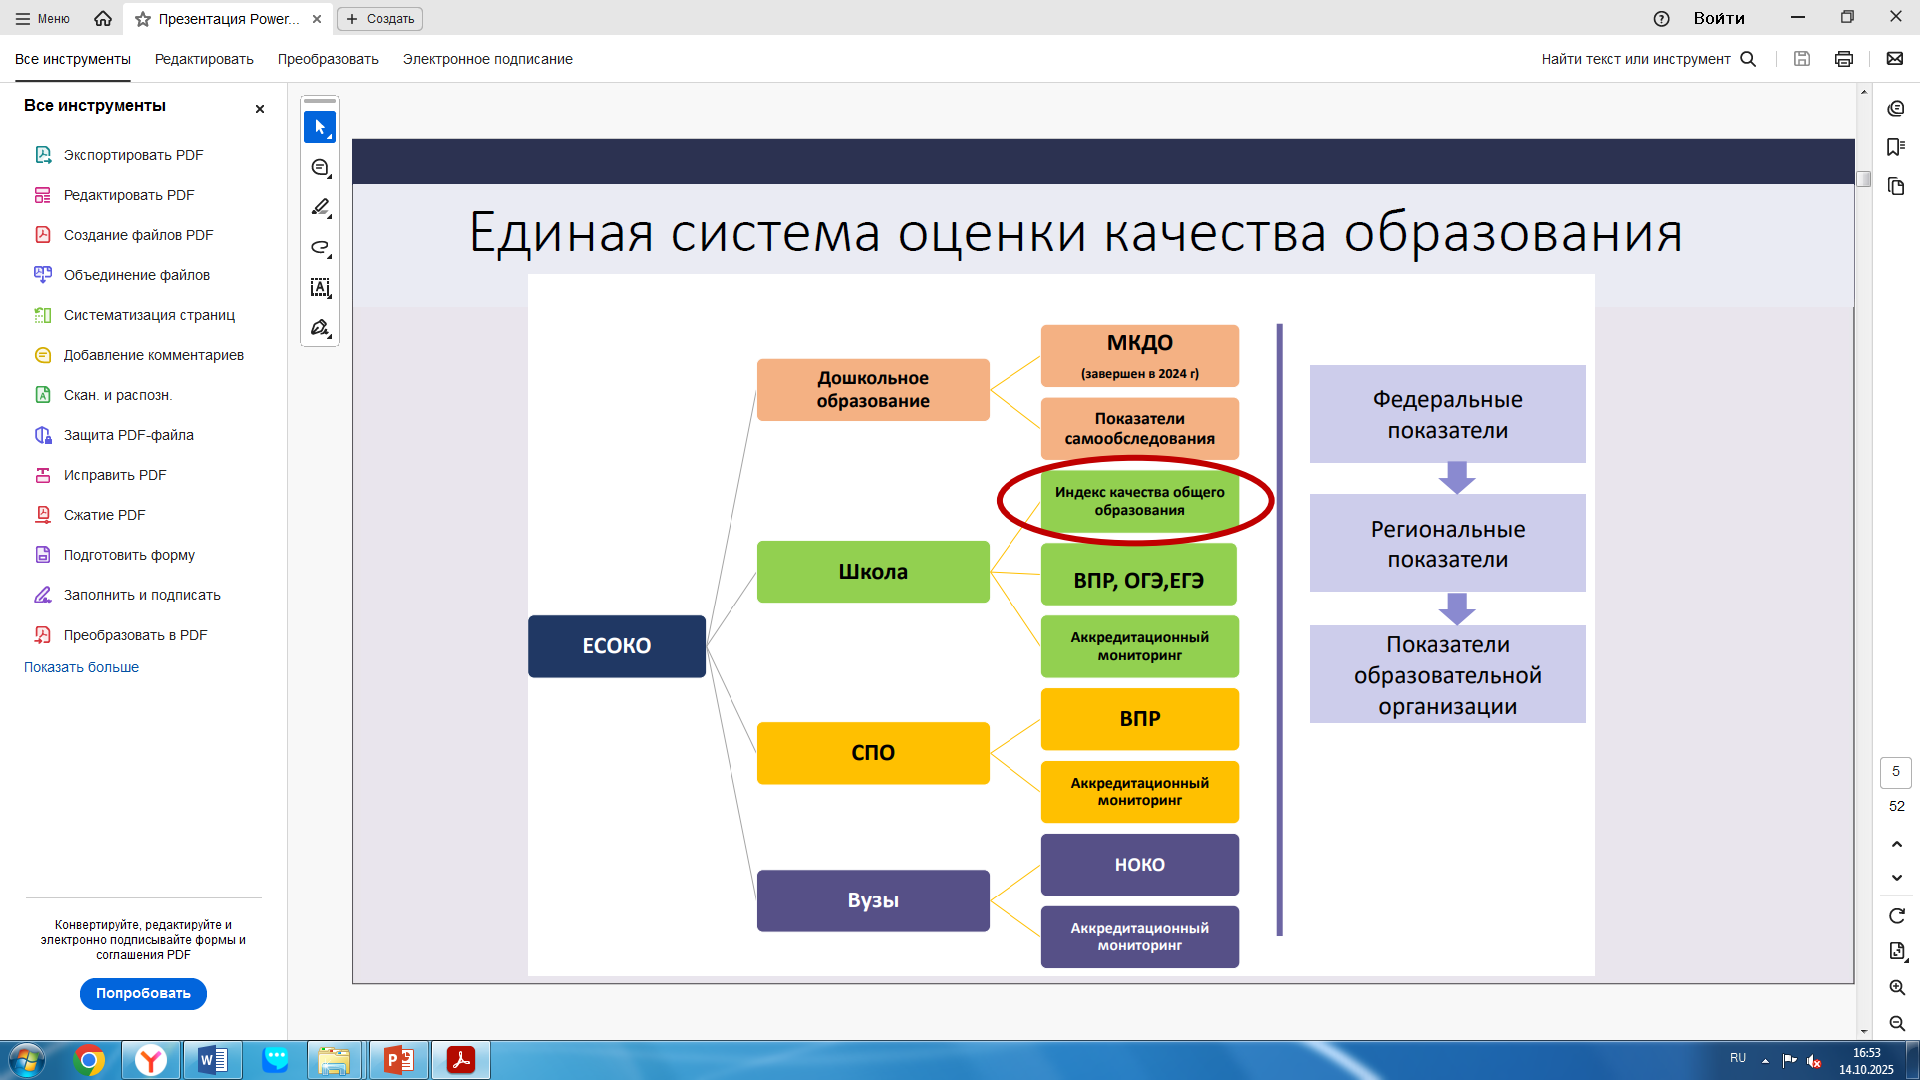 Меню
Презентация Power...
Создать
Войти
Все инструменты
Редактировать
Преобразовать
Электронное подписание
Найти текст или инструмент
Все инструменты
Экспортировать PDF
Редактировать PDF
Создание файлов PDF
Объединение файлов
Систематизация страниц
Добавление комментариев
Скан. и распозн.
Защита PDF-файла
Исправить PDF
Сжатие PDF
Подготовить форму
Заполнить и подписать
Преобразовать в PDF
Показать больше
Конвертируйте, редактируйте и
электронно подписывайте формы и
соглашения PDF
Попробовать
Единая система оценки качества образования
ЕСОКО
Дошкольное
образование
МКДО
(завершен в 2024 г)
Показатели
самообследования
Школа
Индекс качества общего
образования
ВПР, ОГЭ,ЕГЭ
Аккредитационный
мониторинг
СПО
ВПР
Аккредитационный
мониторинг
Вузы
НОКО
Аккредитационный
мониторинг
Федеральные
показатели
Региональные
показатели
Показатели
образовательной
организации
5
52
RU
16:53
14.10.2025